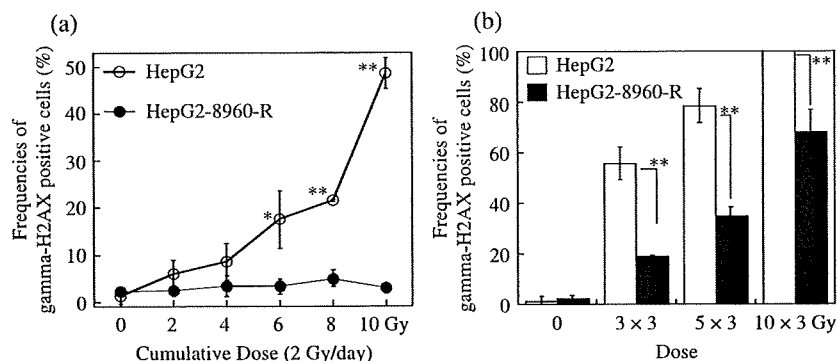 (a)
Frequencies of
gamma-H2AX positive cells (%)
50
40
30
20
10
0
HepG2
HepG2-8960-R
*
**
**
0 2 4 6 8 10 Gy
Cumulative Dose (2 Gy/day)
(b)
Frequencies of
gamma-H2AX positive cells (%)
100
80
60
40
20
0
HepG2
HepG2-8960-R
**
**
**
0 3 × 3 5 × 3 10 × 3 Gy
Dose